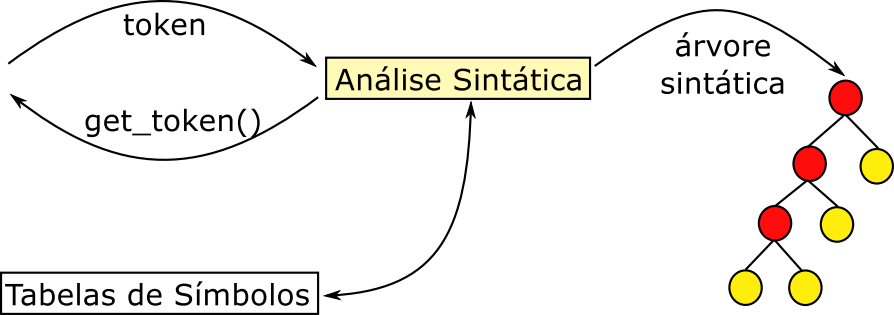 token
get_token()
Análise Sintática
árvore
sintática
Tabelas de Símbolos